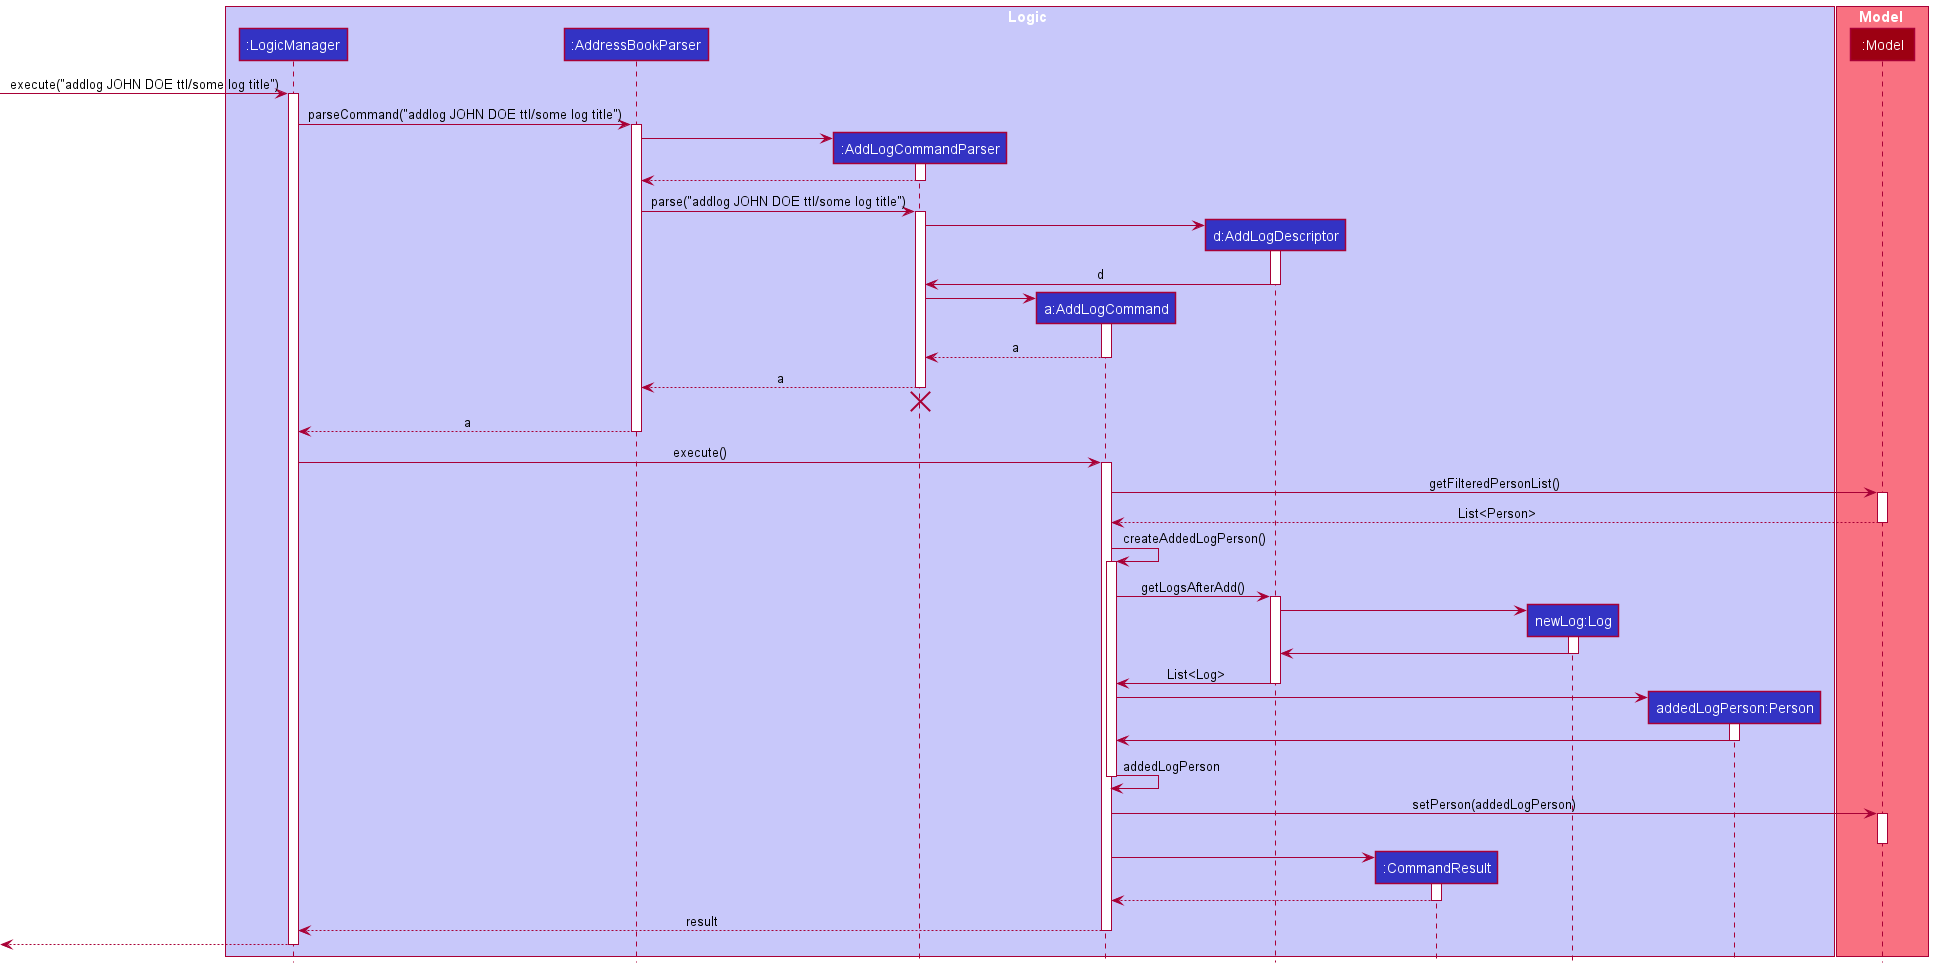 Logic
Model
:LogicManager
:AddressBookParser
:Model
execute("addlog JOHN DOE ttl/some log title")
parseCommand("addlog JOHN DOE ttl/some log title")
:AddLogCommandParser
parse("addlog JOHN DOE ttl/some log title")
d:AddLogDescriptor
d
a:AddLogCommand
a
a
a
execute()
getFilteredPersonList()
List<Person>
createAddedLogPerson()
getLogsAfterAdd()
newLog:Log
List<Log>
addedLogPerson:Person
addedLogPerson
setPerson(addedLogPerson)
:CommandResult
result